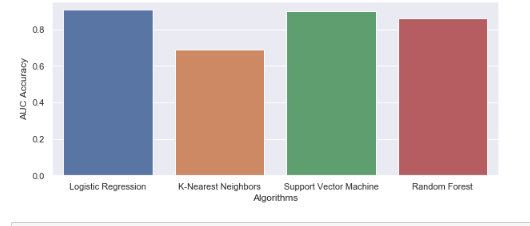 0.8
0.6
0.4
0.2
0.0
AUC Accuracy
Logistic Regression K-Nearest Neighbors Support Vector Machine Random Forest
Algorithms